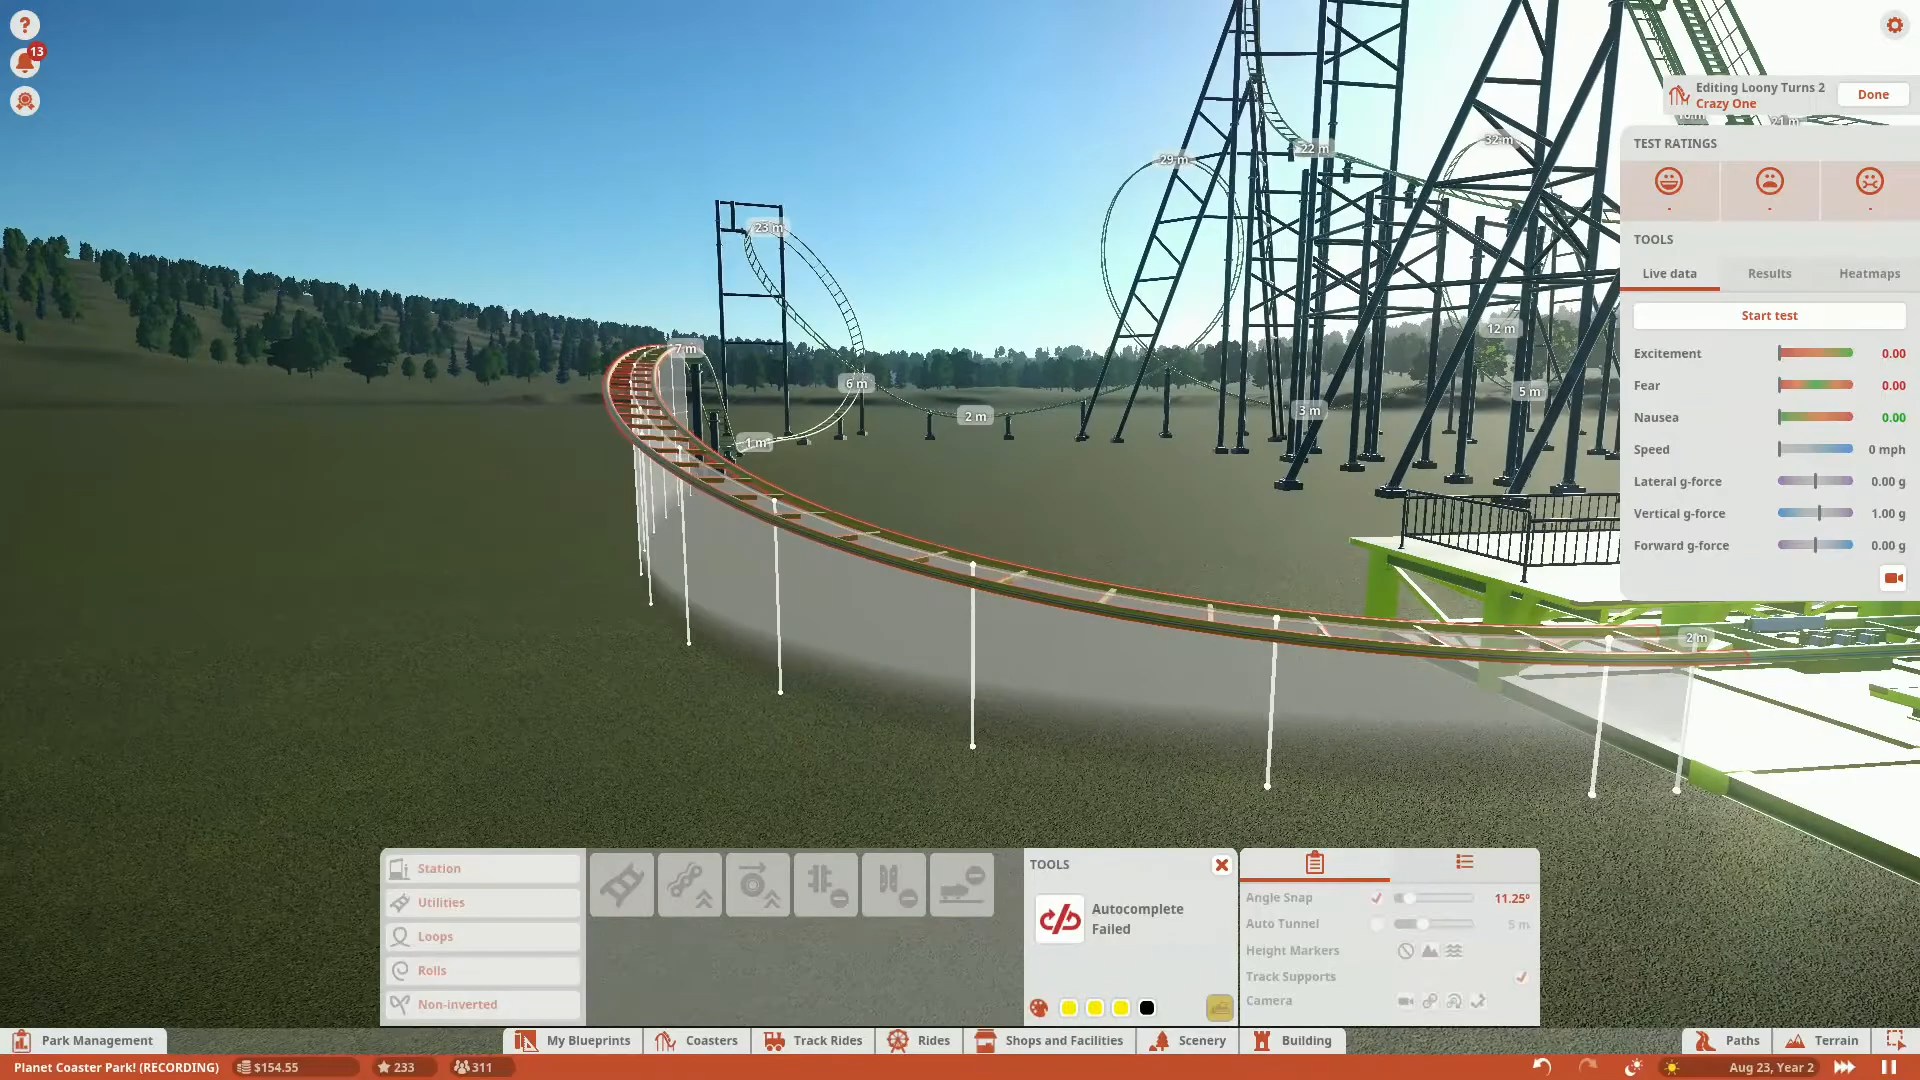 ?
13
Editing Loony Turns 2
Crazy One
Done
21 m
TEST RATINGS
-
-
-
TOOLS
Live data
Results
Heatmaps
Start test
Excitement
0.00
Fear
0.00
Nausea
0.00
Speed
0 mph
Lateral g-force
0.00 g
Vertical g-force
1.00 g
Forward g-force
0.00 g
32 m
22 m
29 m
23 m
12 m
7 m
6 m
5 m
3 m
2 m
1 m
2 m
Station
Utilities
Loops
Rolls
Non-inverted
TOOLS
Autocomplete
Failed
Angle Snap
11.25°
Auto Tunnel
5 m
Height Markers
Track Supports
Camera
Park Management
My Blueprints
Coasters
Track Rides
Rides
Shops and Facilities
Scenery
Building
Paths
Terrain
Planet Coaster Park! (RECORDING)
$154.55
233
311
Aug 23, Year 2